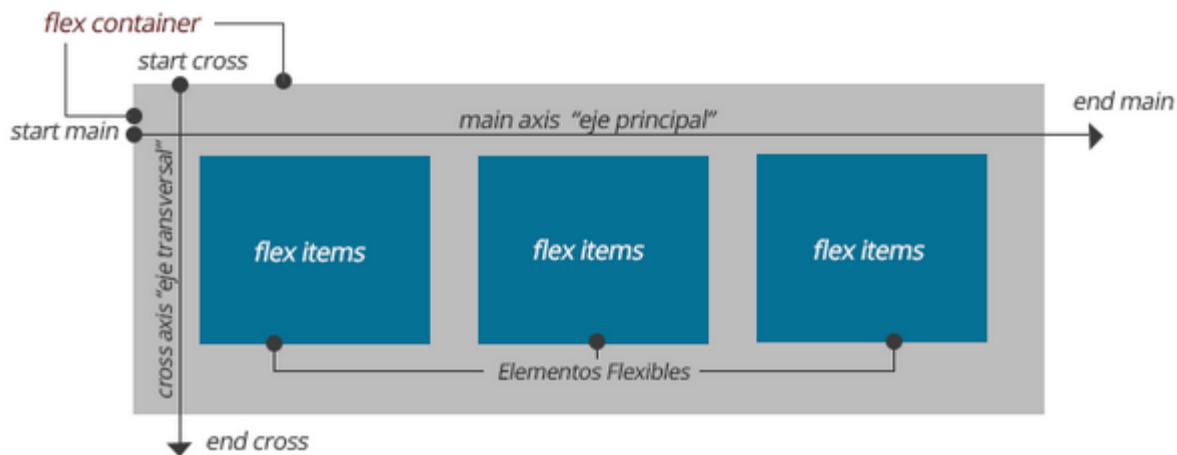 flex container
start cross
end main
main axis “eje principal”
start main
cross axis “eje transversal”
flex items
flex items
flex items
Elementos Flexibles
end cross